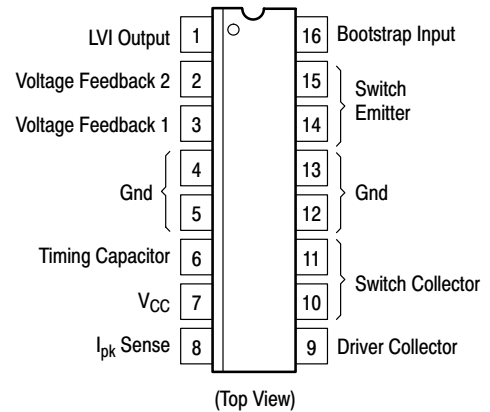 LVI Output 1
Voltage Feedback 2 2
Voltage Feedback 1 3
Gnd
4
5
Timing Capacitor 6
VCC 7
Ipk Sense 8
16 Bootstrap Input
15
14
Switch
Emitter
13
12
Gnd
11
10
Switch Collector
9 Driver Collector
(Top View)